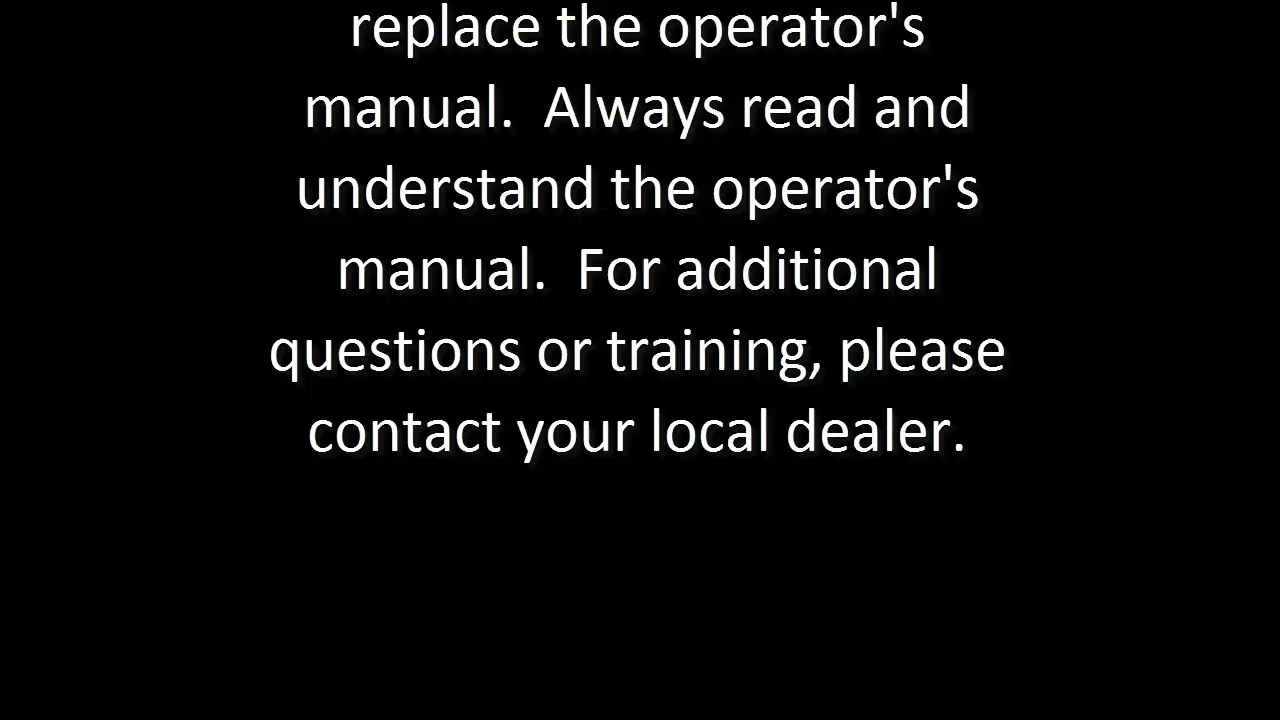 replace the operator's
manual.  Always read and
understand the operator's
manual.  For additional
questions or training, please
contact your local dealer.